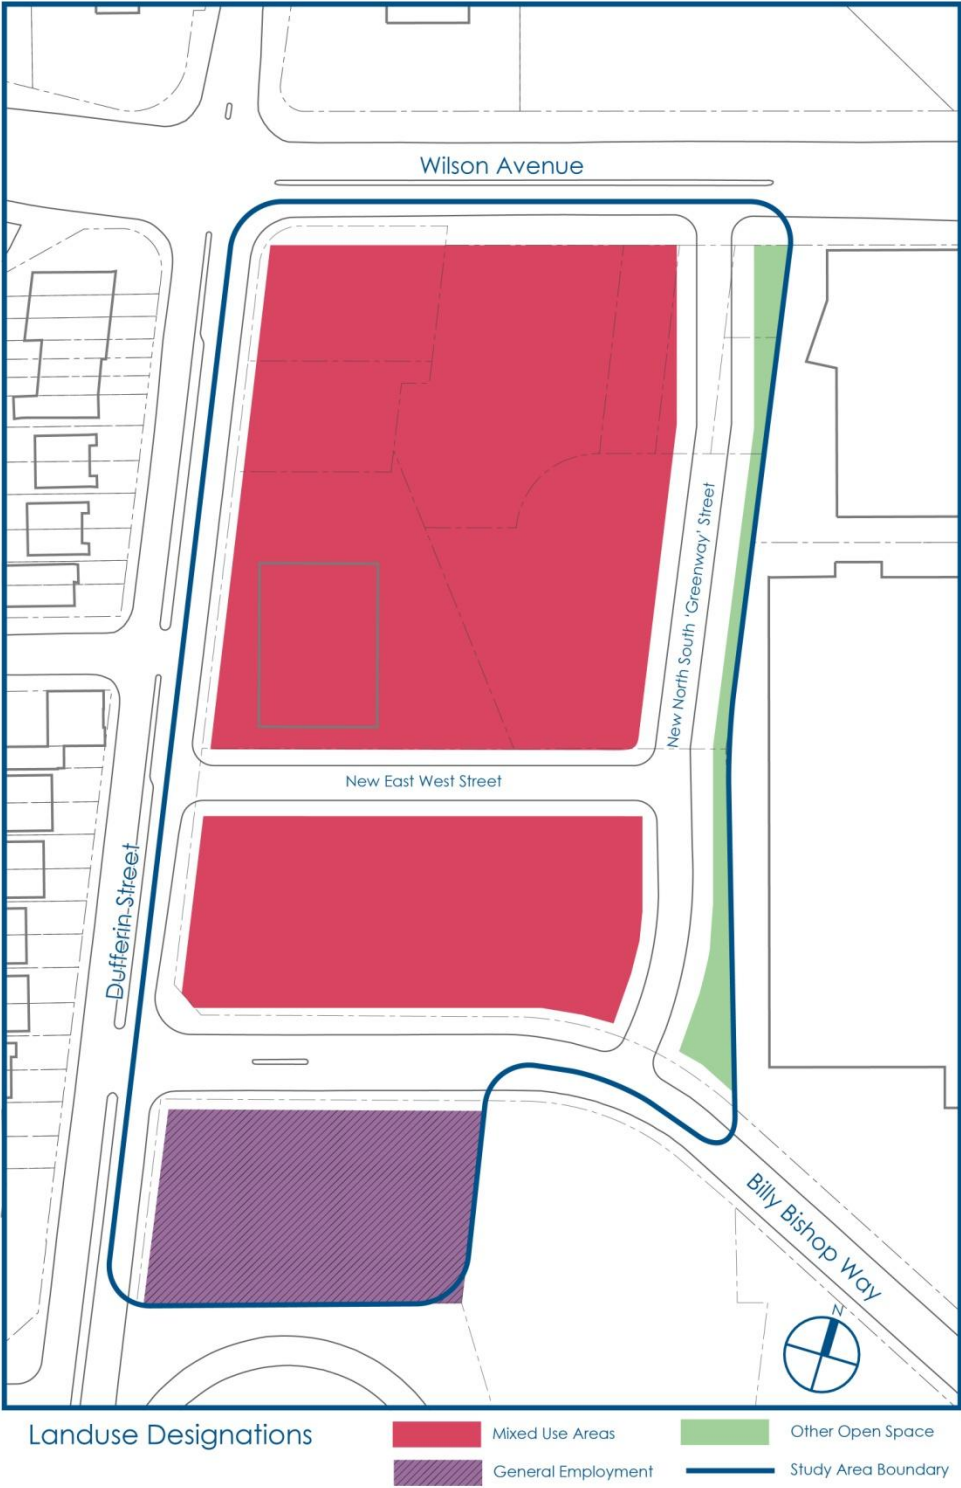 Wilson Avenue
New North South 'Greenway' Street
New East West Street
Dufferin Street
Billy Bishop Way
N
Landuse Designations
Mixed Use Areas
Other Open Space
General Employment
Study Area Boundary